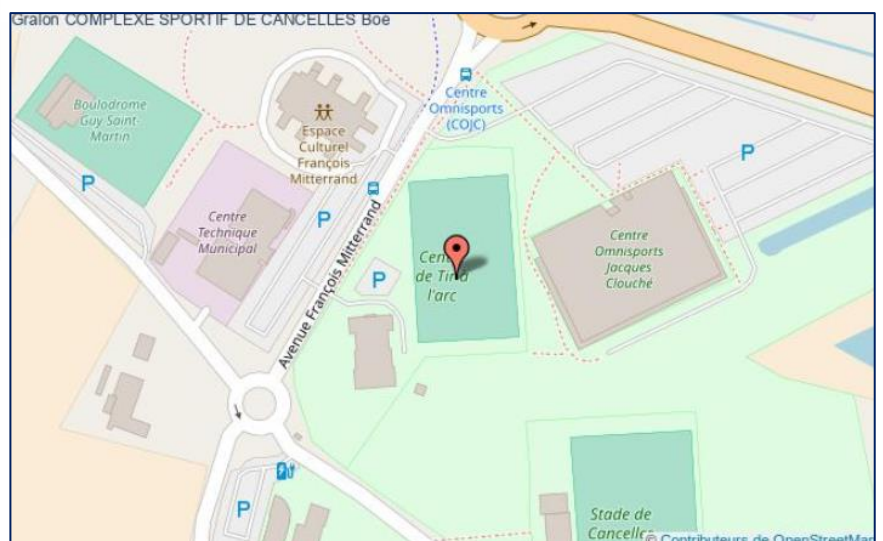 Gralon COMPLEXE SPORTIF DE CANCELLES Boe
Boulodrome
Guy Saint-
Martin
P
Espace
Culturel
François
Mitterrand
Centre
Omnisports
(COJC)
P
Centre
Technique
Municipal
P
Avenue François Mitterrand
P
Centre
de Tir à
l'arc
Centre
Omnisports
Jacques
Clouché
P
Stade de
Cancelles
© Contributeurs de OpenStreetMap